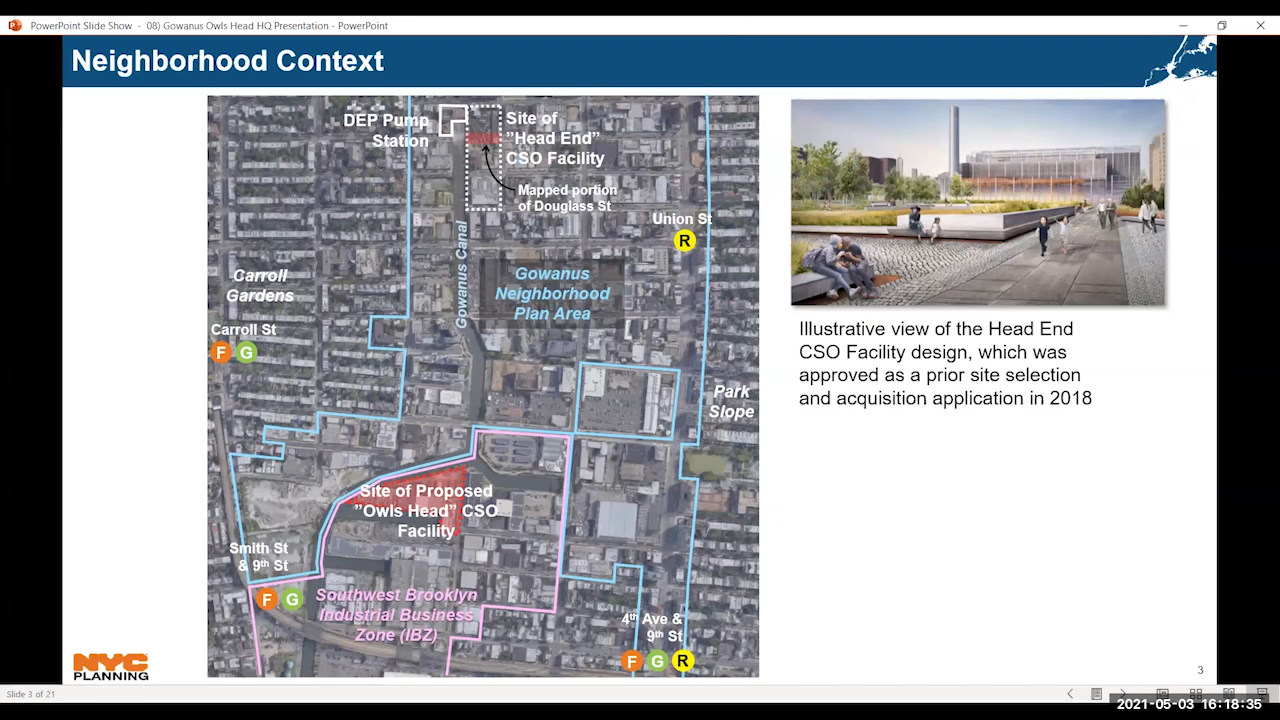 PowerPoint Slide Show - 08) Gowanus Owls Head HQ Presentation - PowerPoint
Neighborhood Context
DEP Pump
Station
Site of
”Head End”
CSO Facility
Mapped portion
of Douglass St
Union St
R
Gowanus Canal
Carroll
Gardens
Gowanus
Neighborhood
Plan Area
Carroll St
F G
Park
Slope
Site of Proposed
”Owls Head” CSO
Facility
Smith St
& 9th St
F G
Southwest Brooklyn
Industrial Business
Zone (IBZ)
4th Ave &
9th St
F G R
Illustrative view of the Head End
CSO Facility design, which was
approved as a prior site selection
and acquisition application in 2018
NYC
PLANNING
3
Slide 3 of 21
2021-05-03 16:18:35